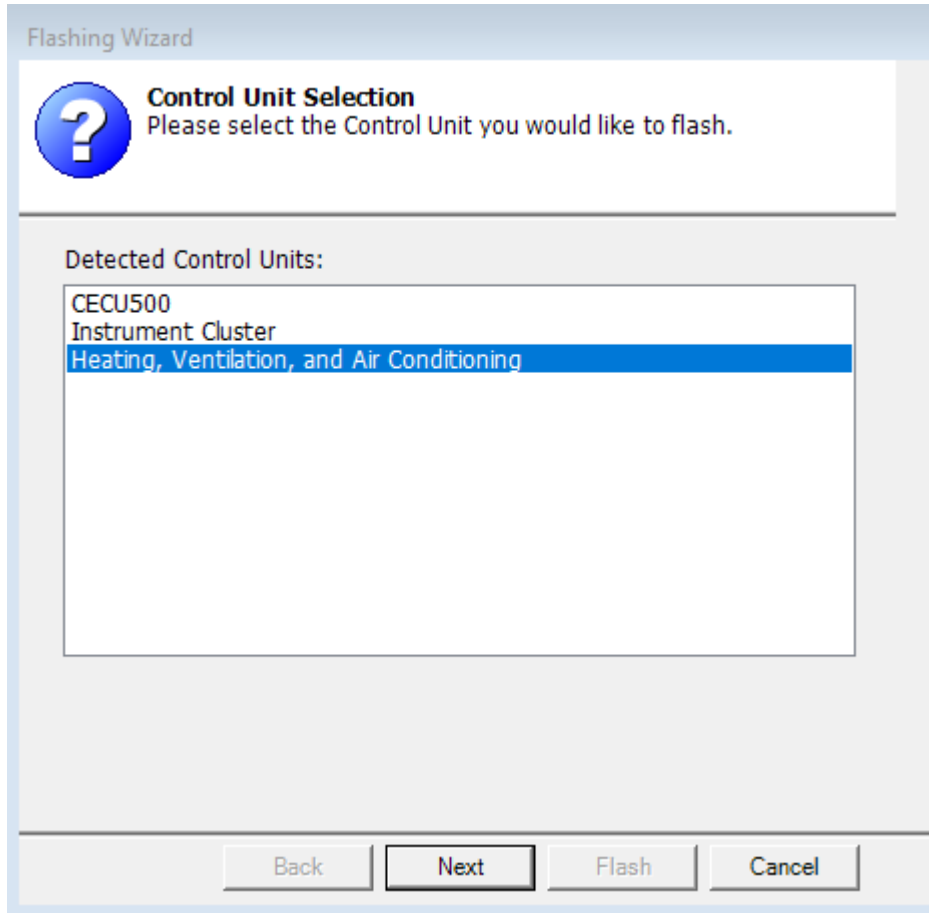 Flashing Wizard
Control Unit Selection
Please select the Control Unit you would like to flash.
Detected Control Units:
CECU500
Instrument Cluster
Heating, Ventilation, and Air Conditioning
Back Next Flash Cancel